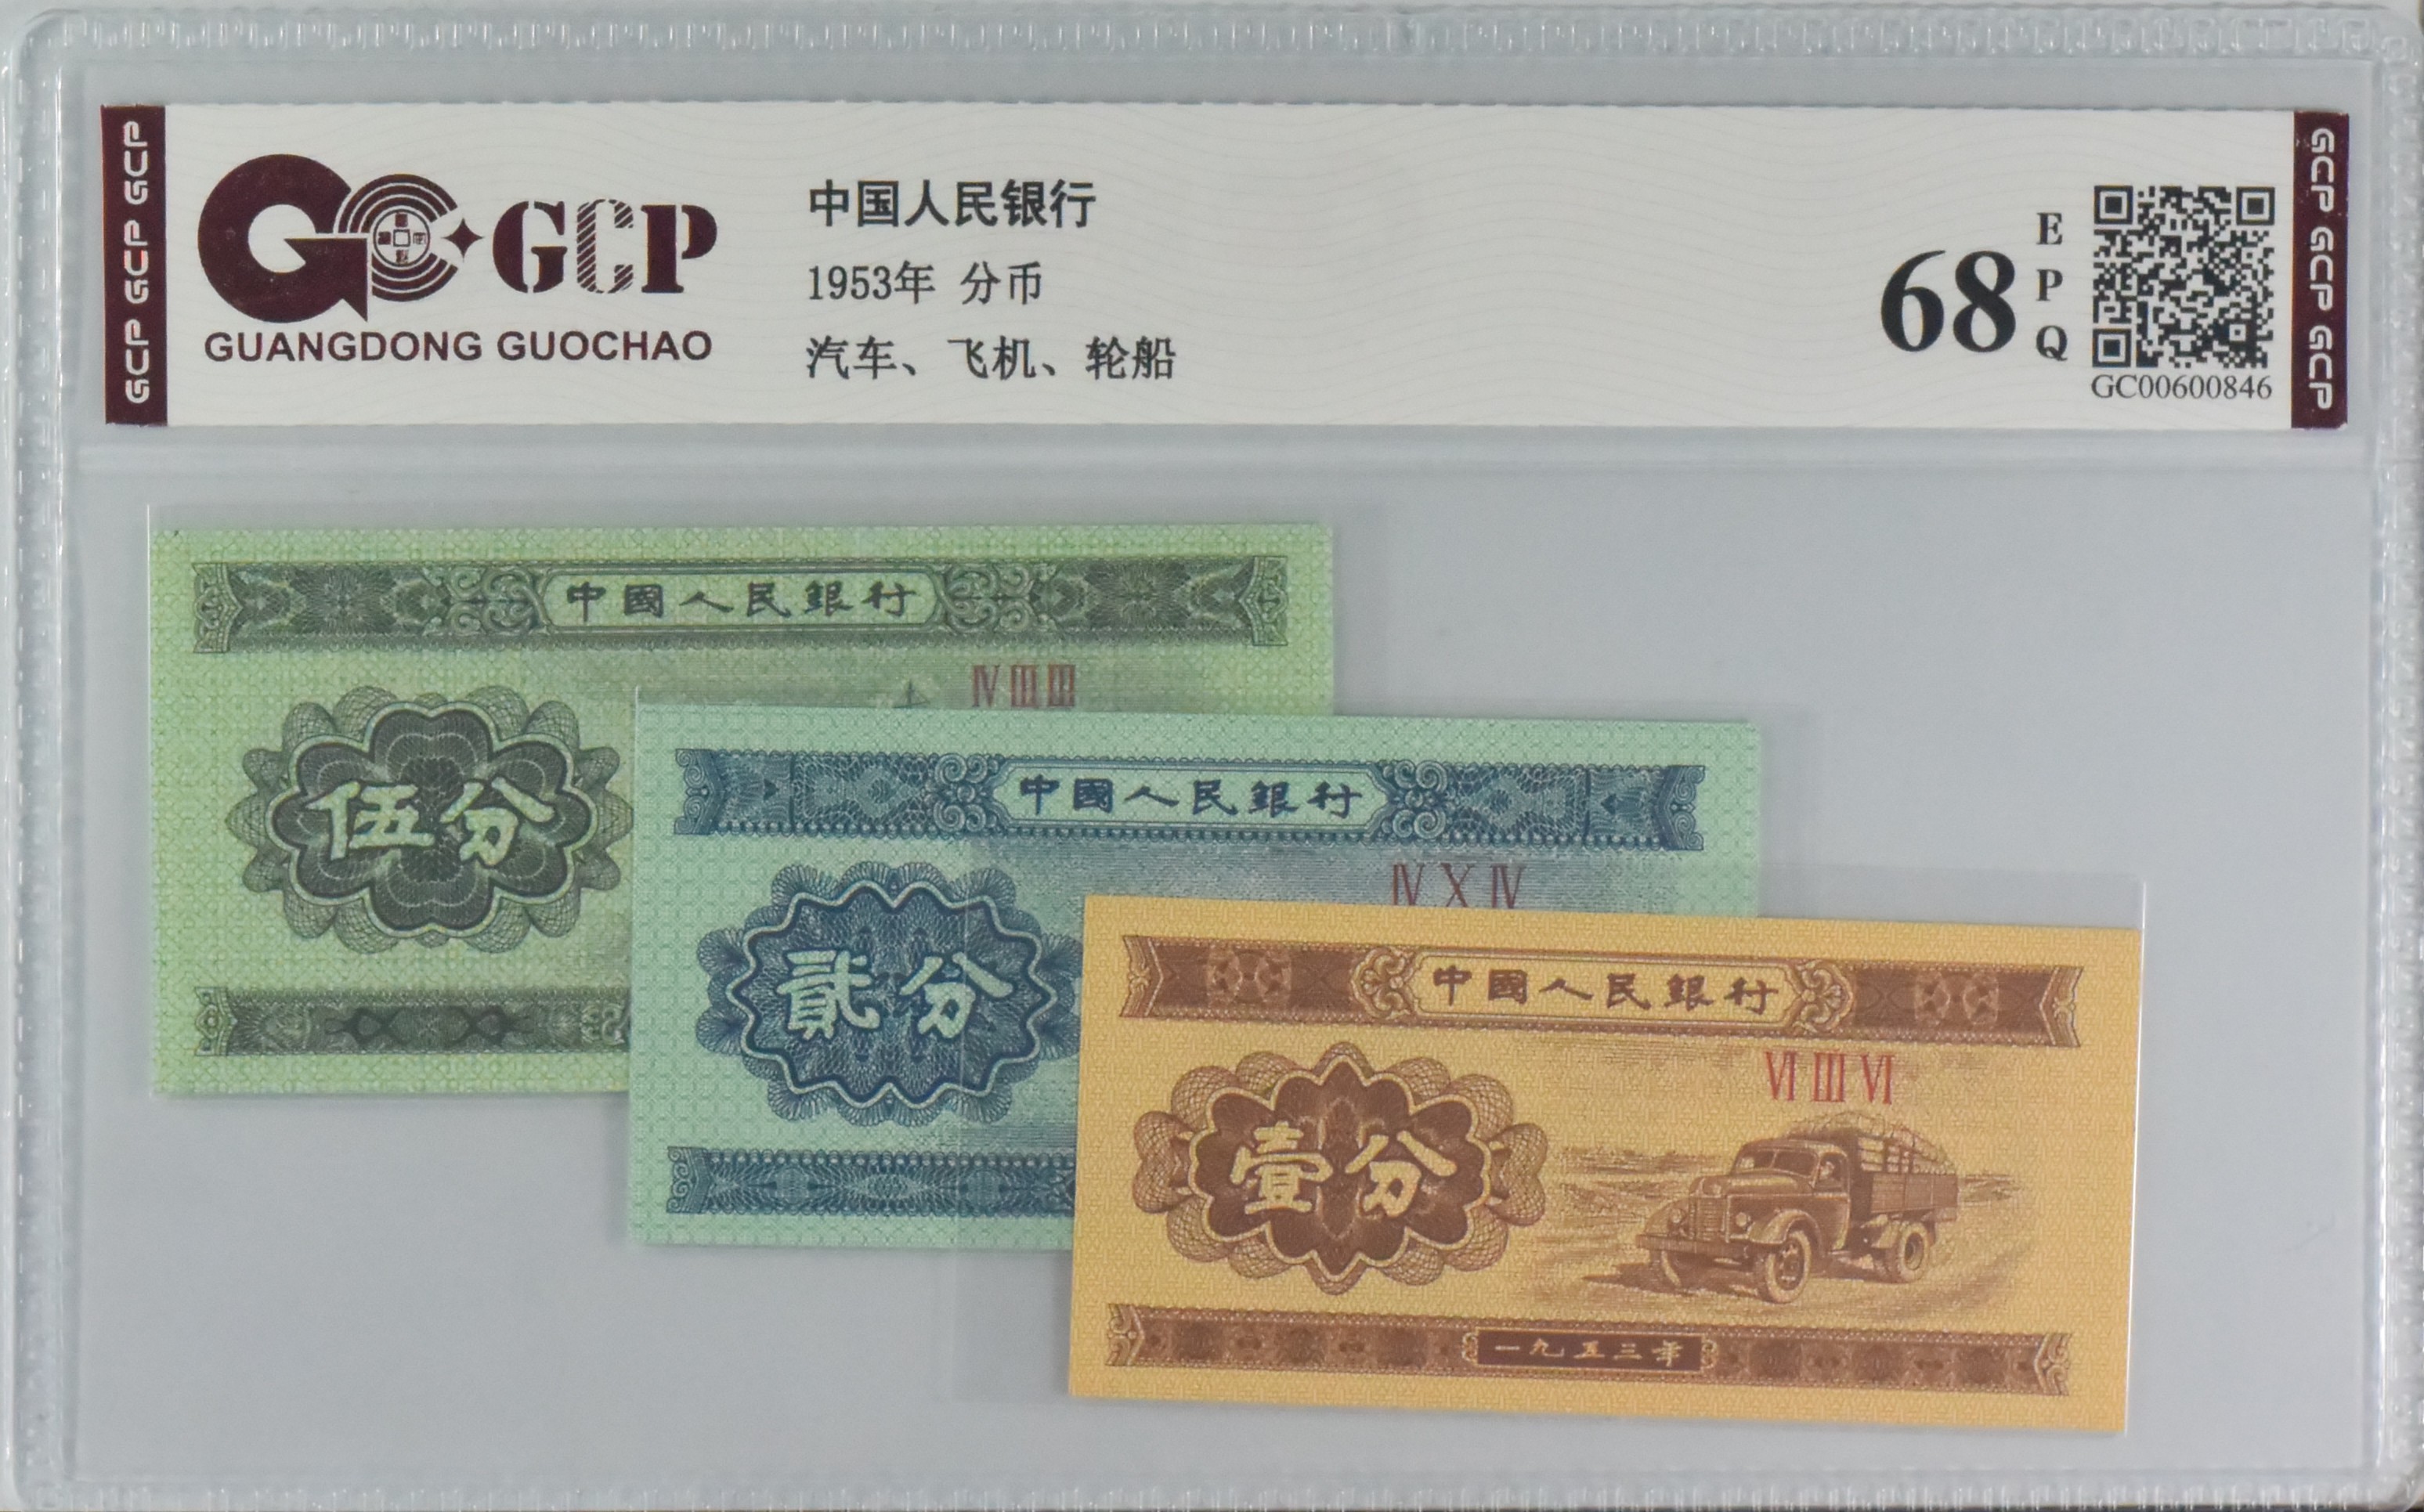 GCP GCP GCP
GCP
GUANGDONG GUOCHAO
中国人民银行
1953年 分币
汽车、飞机、轮船
68
E
P
Q
GC00600846
GCP GCP GCP
中國人民銀行
Ⅳ Ⅲ Ⅲ
伍分
中國人民銀行
Ⅳ Ⅹ Ⅳ
貳分
中國人民銀行
Ⅵ Ⅲ Ⅵ
壹分
一九五三年